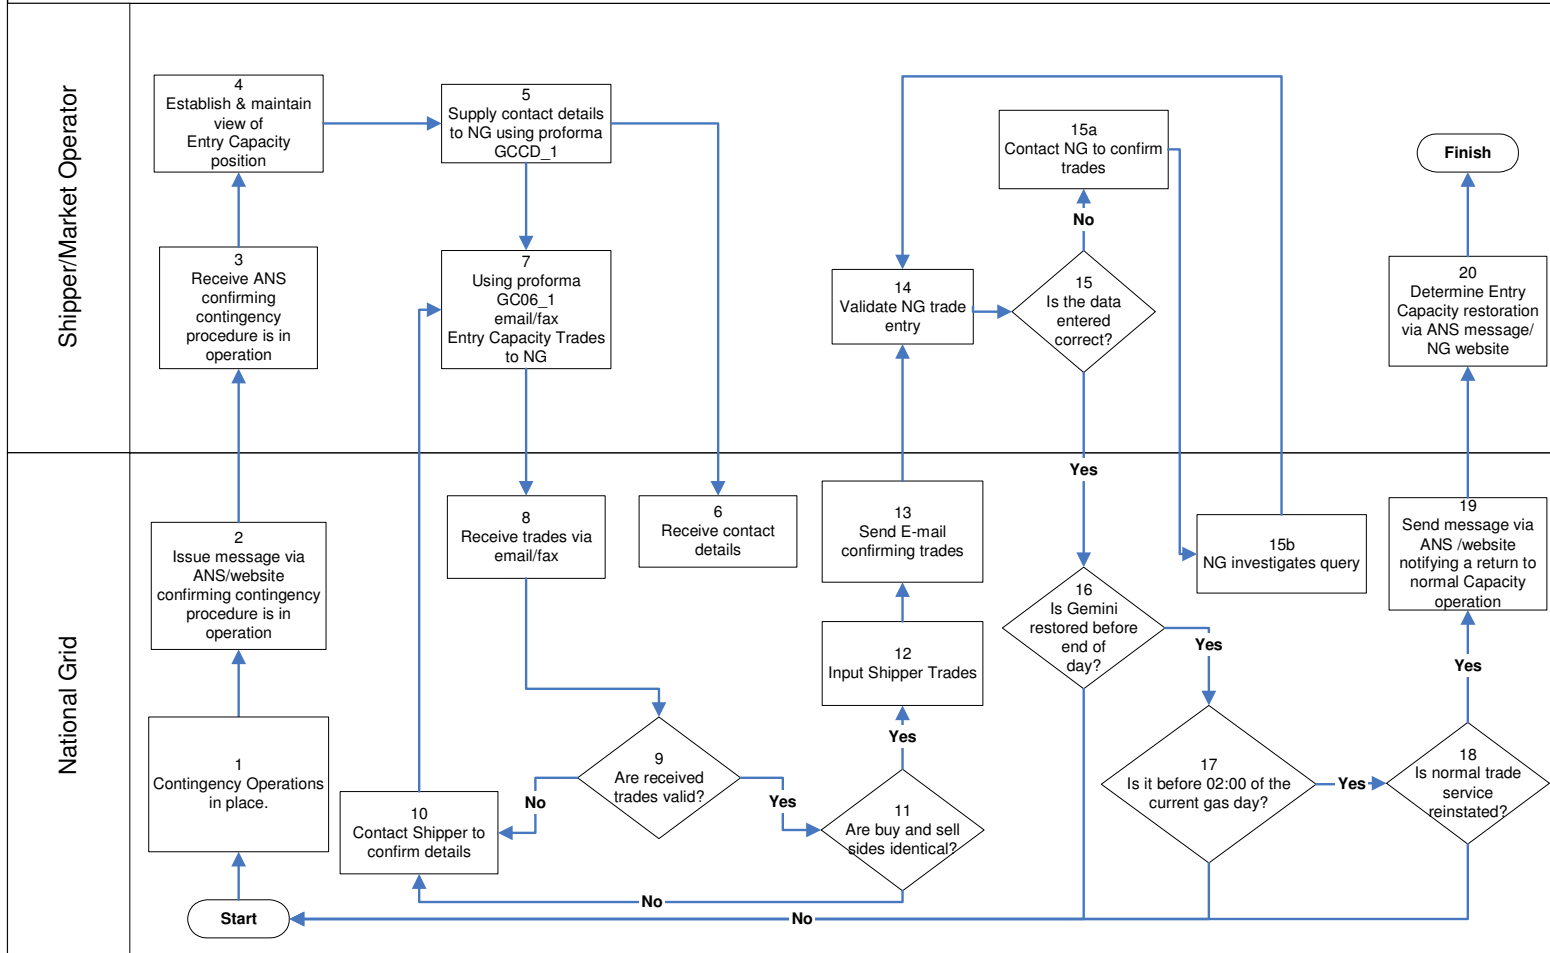 Shipper/Market Operator
4
Establish & maintain
view of
Entry Capacity
position
5
Supply contact details
to NG using proforma
GCCD_1
15a
Contact NG to confirm
trades
Finish
No
3
Receive ANS
confirming
contingency
procedure is in
operation
7
Using proforma
GC06_1
email/fax
Entry Capacity Trades
to NG
14
Validate NG trade
entry
15
Is the data
entered
correct?
20
Determine Entry
Capacity restoration
via ANS message/
NG website
Yes
National Grid
2
Issue message via
ANS/website
confirming contingency
procedure is in
operation
8
Receive trades via
email/fax
6
Receive contact
details
13
Send E-mail
confirming trades
15b
NG investigates query
19
Send message via
ANS /website
notifying a return to
normal Capacity
operation
16
Is Gemini
restored before
end of
day?
Yes
12
Input Shipper Trades
Yes
1
Contingency Operations
in place.
9
Are received
trades valid?
No
Yes
Yes
17
Is it before 02:00 of the
current gas day?
Yes
18
Is normal trade
service
reinstated?
10
Contact Shipper to
confirm details
11
Are buy and sell
sides identical?
No
Start
No